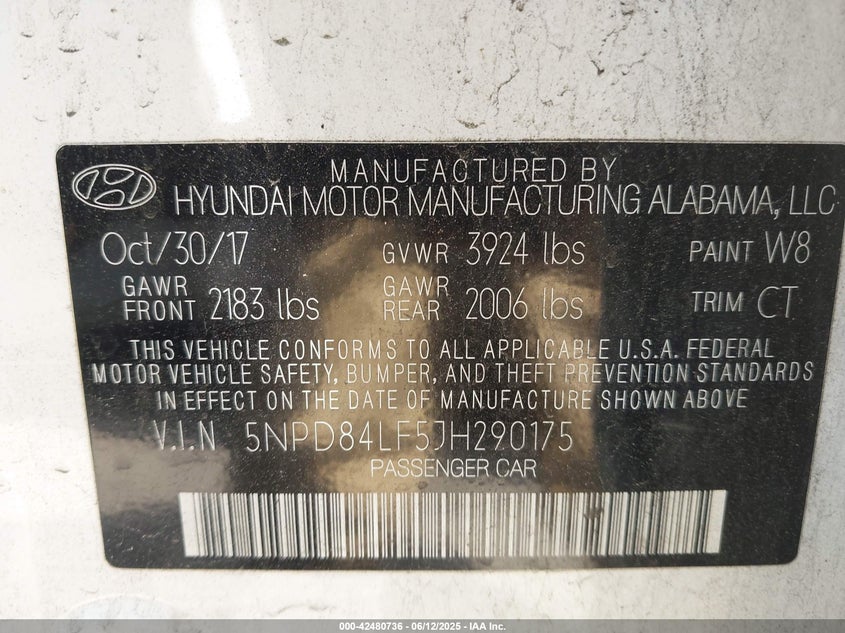 MANUFACTURED BY
HYUNDAI MOTOR MANUFACTURING ALABAMA, LLC
Oct/30/17 GVWR 3924 lbs PAINT W8
GAWR FRONT 2183 lbs GAWR REAR 2006 lbs TRIM CT
THIS VEHICLE CONFORMS TO ALL APPLICABLE U.S.A. FEDERAL
MOTOR VEHICLE SAFETY, BUMPER, AND THEFT PREVENTION STANDARDS
IN EFFECT ON THE DATE OF MANUFACTURE SHOWN ABOVE
V.I.N 5NPD84LF5JH290175
PASSENGER CAR
000-42480736 - 06/12/2025 - IAA Inc.